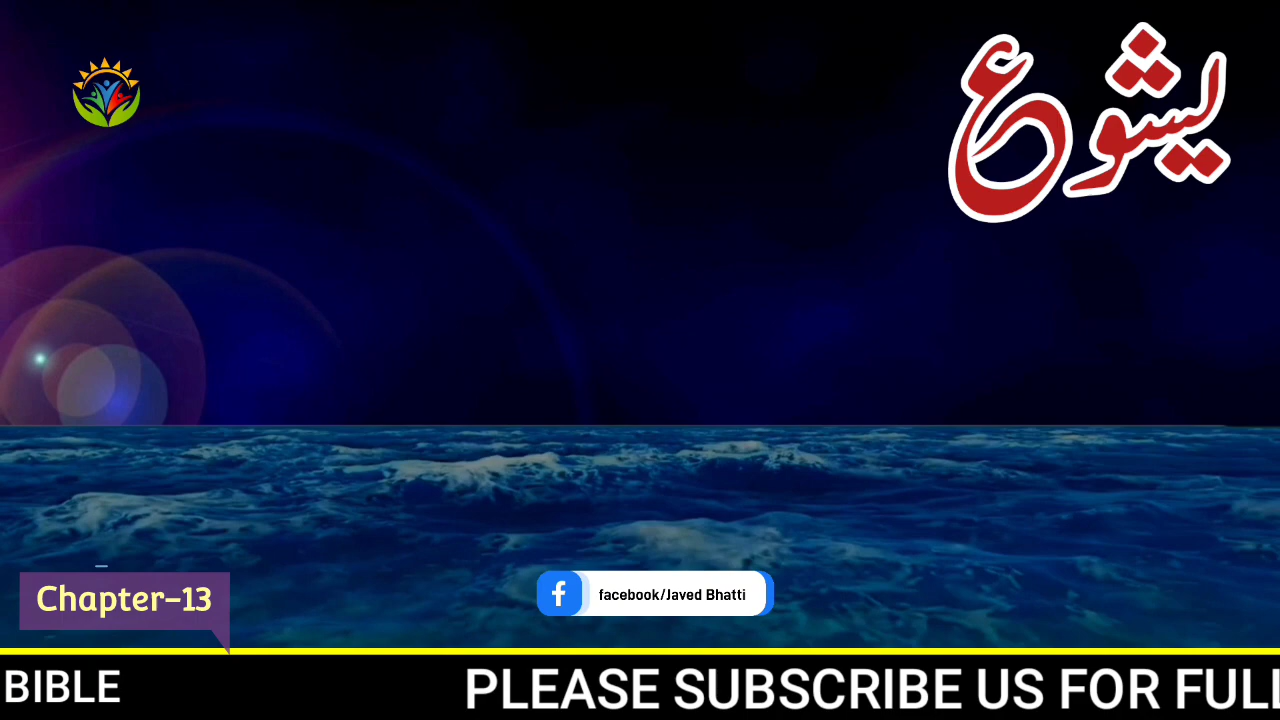 یشوع
Chapter-13
facebook/Javed Bhatti
BIBLE
PLEASE SUBSCRIBE US FOR FULL